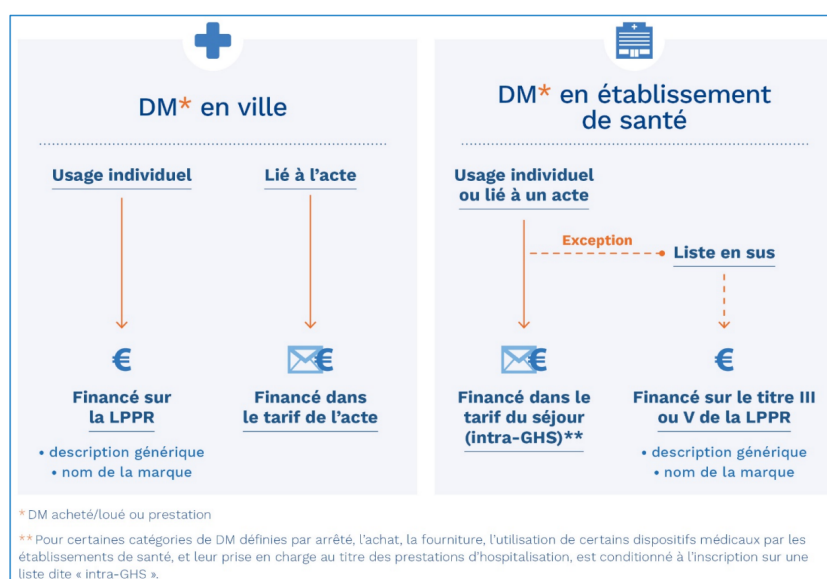 DM* en ville
Usage individuel
Lié à l'acte
€
Financé sur
la LPPR
• description générique
• nom de la marque
€
Financé dans
le tarif de l'acte
DM* en établissement
de santé
Usage individuel
ou lié à un acte
Exception
Liste en sus
€
Financé dans le
tarif du séjour
(intra-GHS)**
€
Financé sur le titre III
ou V de la LPPR
• description générique
• nom de la marque
* DM acheté/loué ou prestation
** Pour certaines catégories de DM définies par arrêté, l'achat, la fourniture, l'utilisation de certains dispositifs médicaux par les
établissements de santé, et leur prise en charge au titre des prestations d'hospitalisation, est conditionné à l'inscription sur une
liste dite « intra-GHS ».